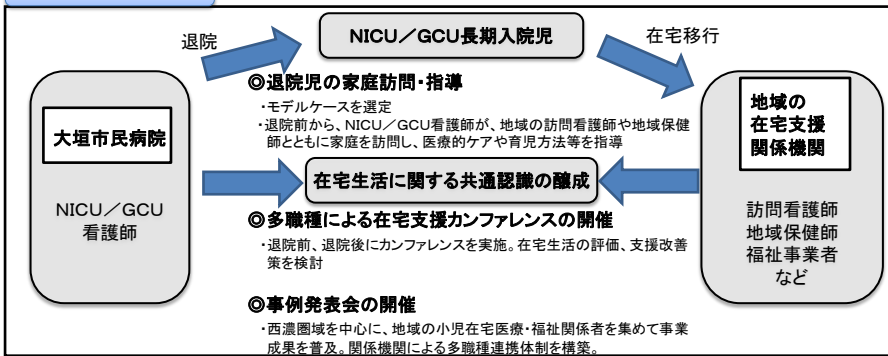 退院
NICU／GCU長期入院児
在宅移行
◎退院児の家庭訪問・指導
・モデルケースを選定
・退院前から、NICU／GCU看護師が、地域の訪問看護師や地域保健
師とともに家庭を訪問し、医療的ケアや育児方法等を指導
大垣市民病院
NICU／GCU
看護師
在宅生活に関する共通認識の醸成
地域の
在宅支援
関係機関
訪問看護師
地域保健師
福祉事業者
など
◎多職種による在宅支援カンファレンスの開催
・退院前、退院後にカンファレンスを実施。在宅生活の評価、支援改善
策を検討
◎事例発表会の開催
・西濃圏域を中心に、地域の小児在宅医療・福祉関係者を集めて事業
成果を普及。関係機関による多職種連携体制を構築。